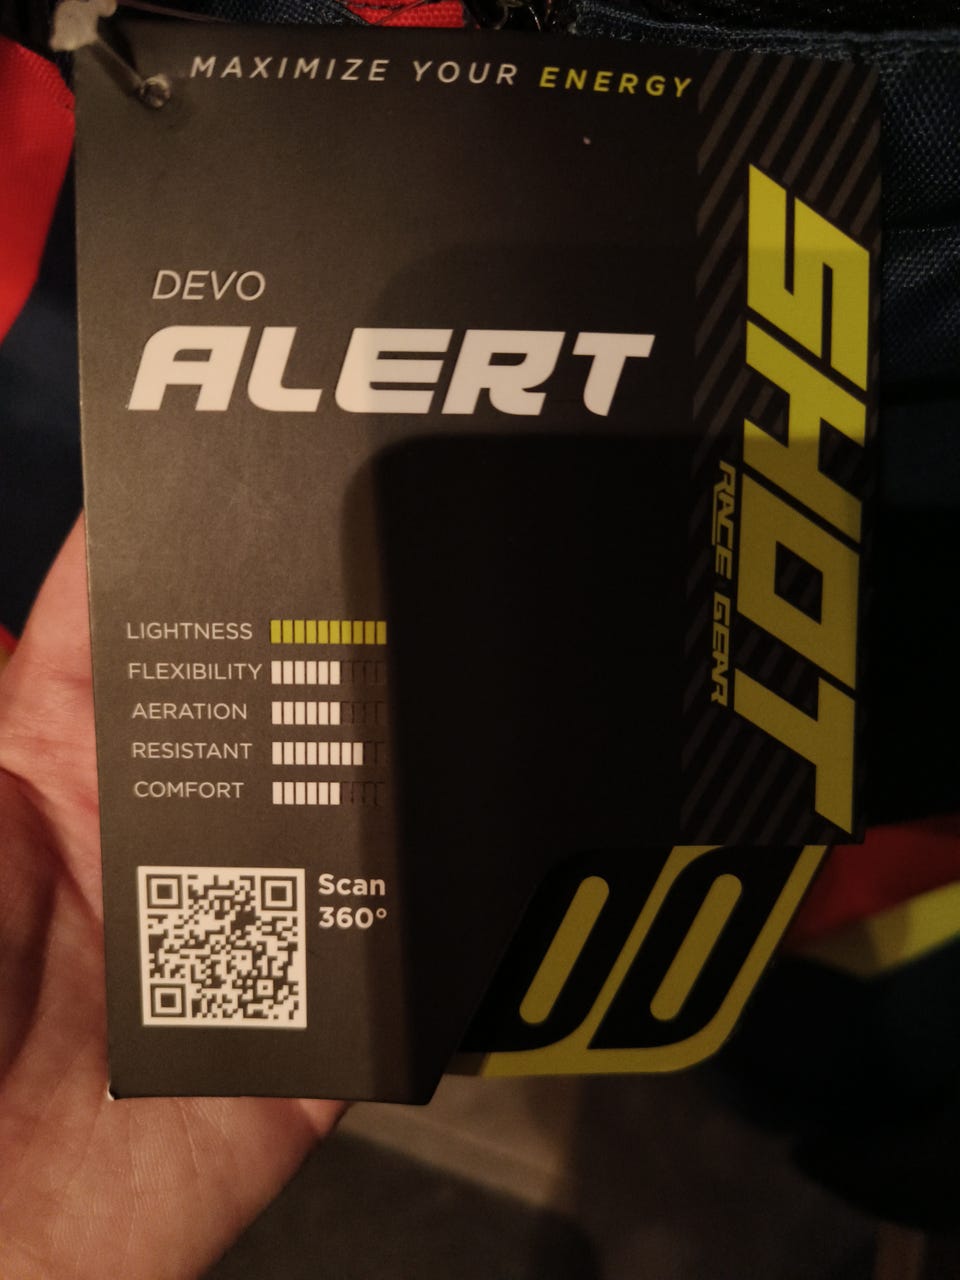 MAXIMIZE YOUR ENERGY
DEVO
ALERT
SHOT
RACE GEAR
LIGHTNESS
FLEXIBILITY
AERATION
RESISTANT
COMFORT
Scan
360°